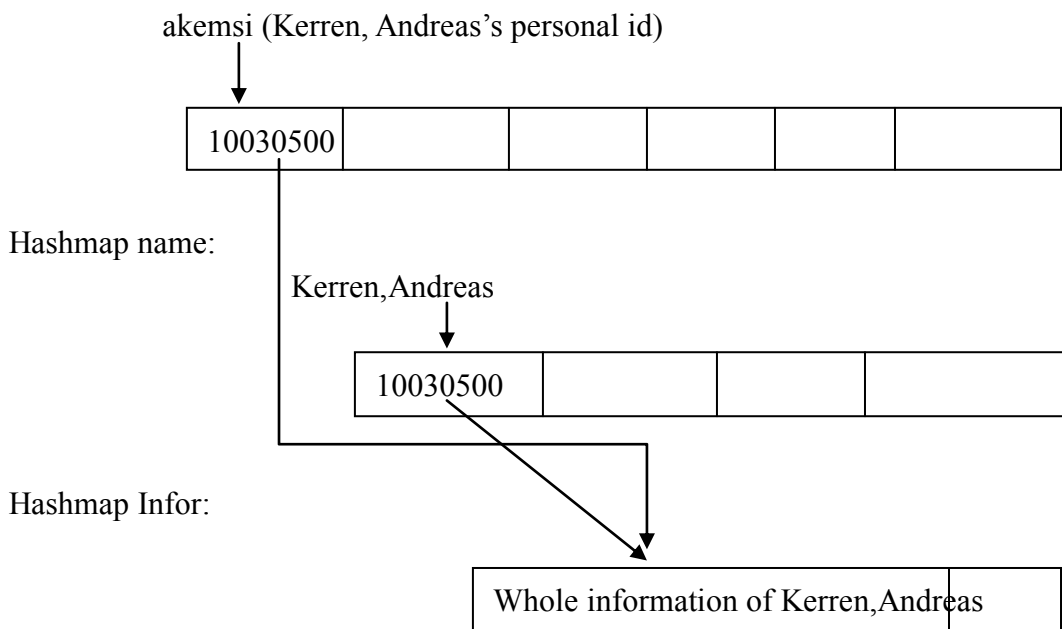 akemsi (Kerren, Andreas’s personal id)
10030500
Hashmap name:
Kerren,Andreas
10030500
Hashmap Infor:
Whole information of Kerren,Andreas